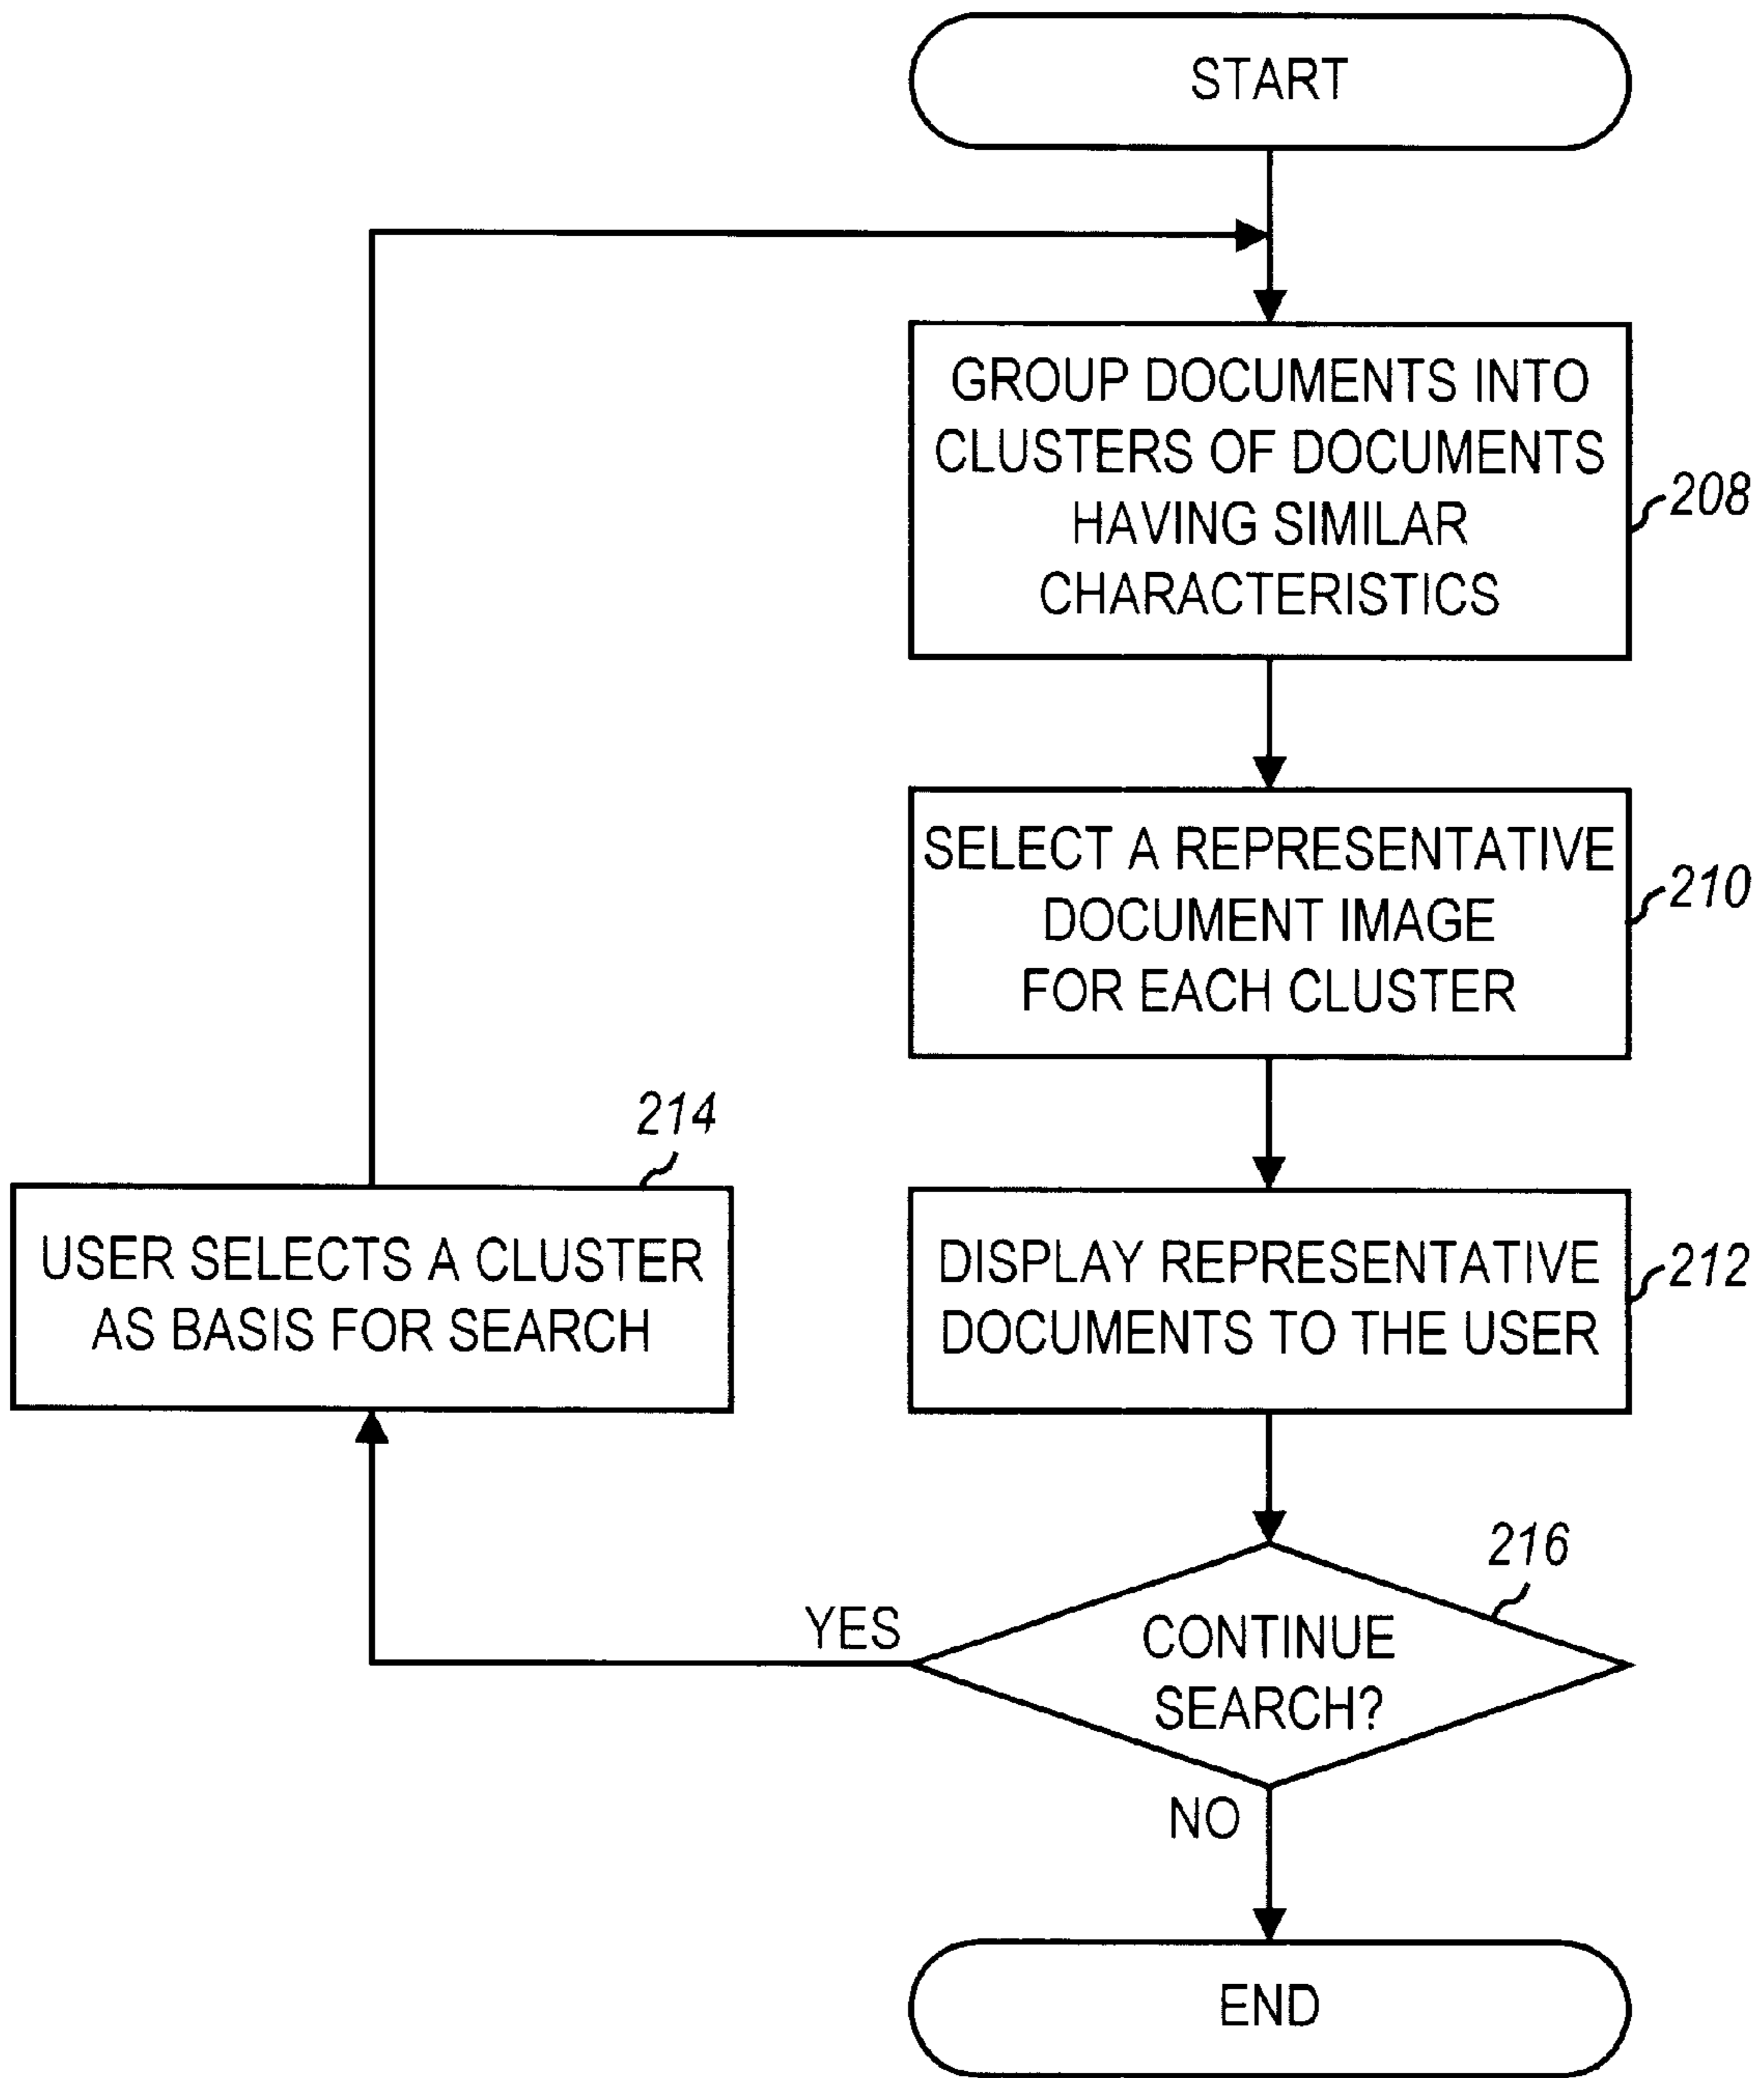 START
GROUP DOCUMENTS INTO
CLUSTERS OF DOCUMENTS
HAVING SIMILAR
CHARACTERISTICS
208
SELECT A REPRESENTATIVE
DOCUMENT IMAGE
FOR EACH CLUSTER
210
214
USER SELECTS A CLUSTER
AS BASIS FOR SEARCH
DISPLAY REPRESENTATIVE
DOCUMENTS TO THE USER
212
216
YES
CONTINUE
SEARCH?
NO
END